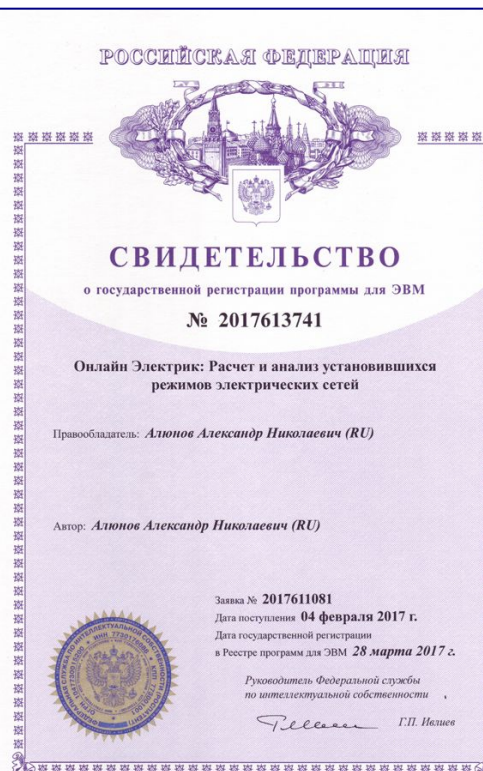 РОССИЙСКАЯ ФЕДЕРАЦИЯ
СВИДЕТЕЛЬСТВО
о государственной регистрации программы для ЭВМ
№ 2017613741
Онлайн Электрик: Расчет и анализ установившихся
режимов электрических сетей
Правообладатель: Алюнов Александр Николаевич (RU)
Автор: Алюнов Александр Николаевич (RU)
Заявка № 2017611081
Дата поступления 04 февраля 2017 г.
Дата государственной регистрации
в Реестре программ для ЭВМ 28 марта 2017 г.
Руководитель Федеральной службы
по интеллектуальной собственности
Г.П. Ивлиев